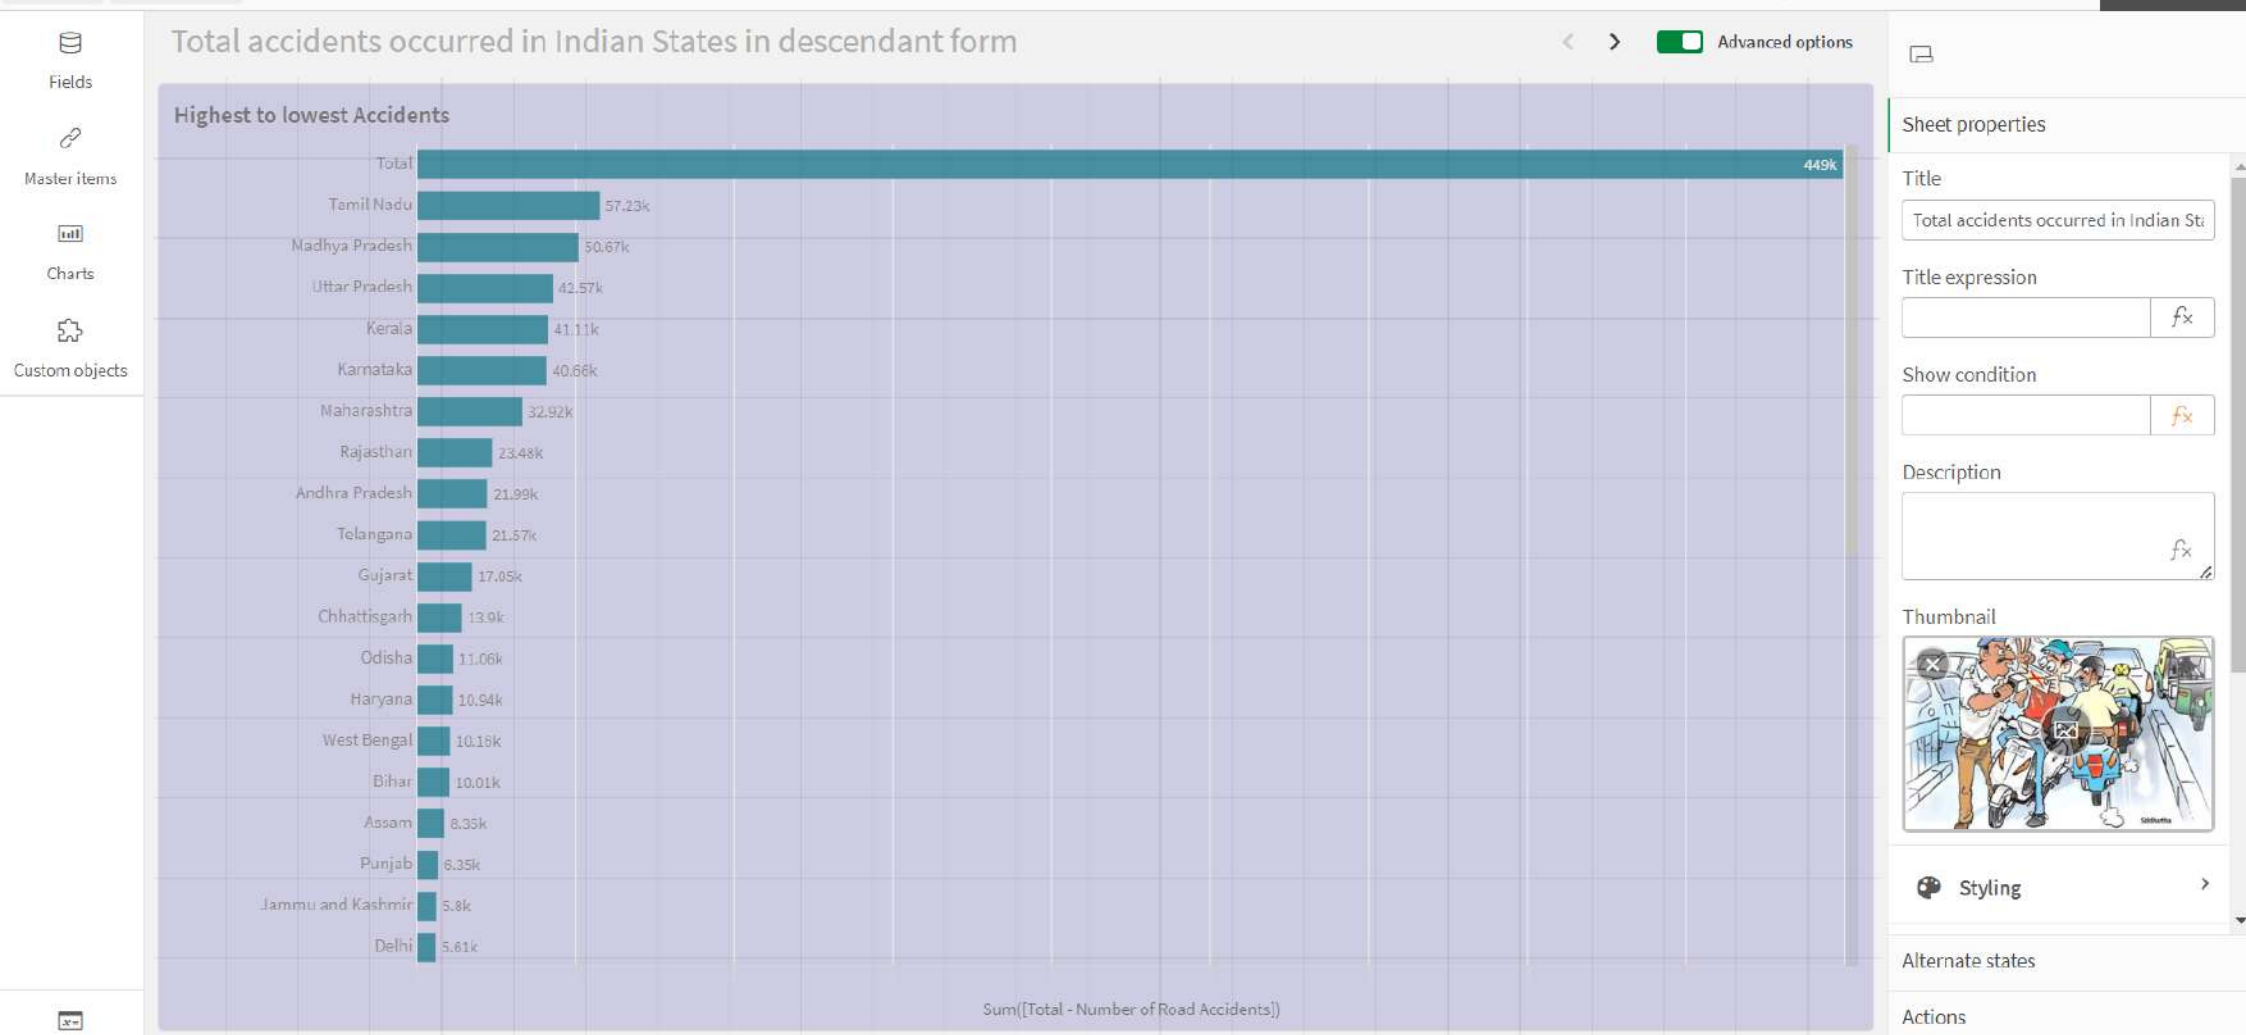 Fields
Master items
Charts
Custom objects
Total accidents occurred in Indian States in descendant form
Advanced options
Highest to lowest Accidents
Total 449k
Tamil Nadu 57.23k
Madhya Pradesh 50.67k
Uttar Pradesh 42.57k
Kerala 41.11k
Karnataka 40.66k
Maharashtra 32.92k
Rajasthan 23.48k
Andhra Pradesh 21.99k
Telangana 21.57k
Gujarat 17.05k
Chhattisgarh 13.9k
Odisha 11.06k
Haryana 10.94k
West Bengal 10.16k
Bihar 10.01k
Assam 8.35k
Punjab 6.35k
Jammu and Kashmir 5.8k
Delhi 5.61k
Sum([Total - Number of Road Accidents])
Sheet properties
Title
Total accidents occurred in Indian Sta
Title expression
fx
Show condition
fx
Description
fx
Thumbnail
Styling
Alternate states
Actions